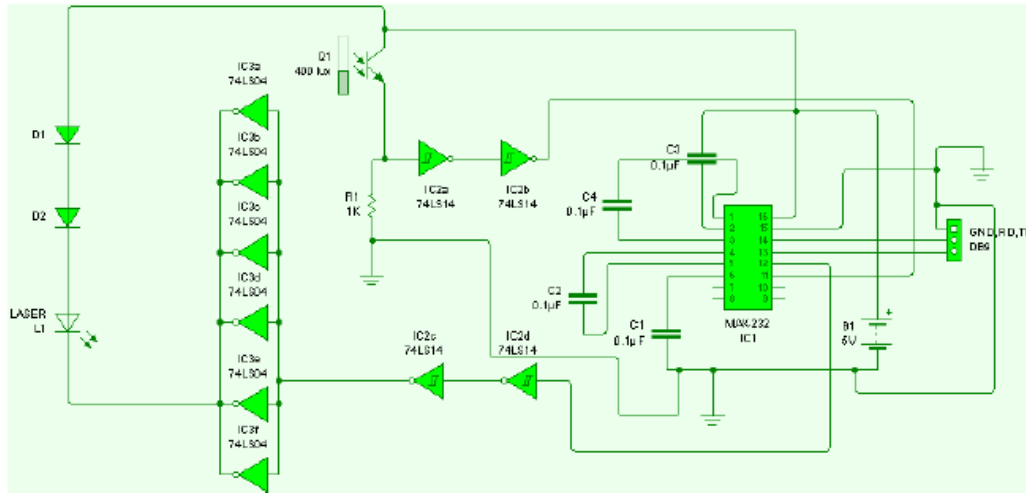 Q1
400 lux
IC3a
74LS04
D1
IC3b
74LS04
C3
0.1µF
IC2a
74LS14
IC2b
74LS14
R1
1K
C4
0.1µF
1
2
3
4
5
6
7
8
16
15
14
13
12
11
10
9
GND,RD,T
DB9
D2
IC3c
74LS04
IC3d
74LS04
C2
0.1µF
MAX-232
IC1
LASER
L1
C1
0.1µF
B1
5V
+
IC2c
74LS14
IC2d
74LS14
IC3e
74LS04
IC3f
74LS04